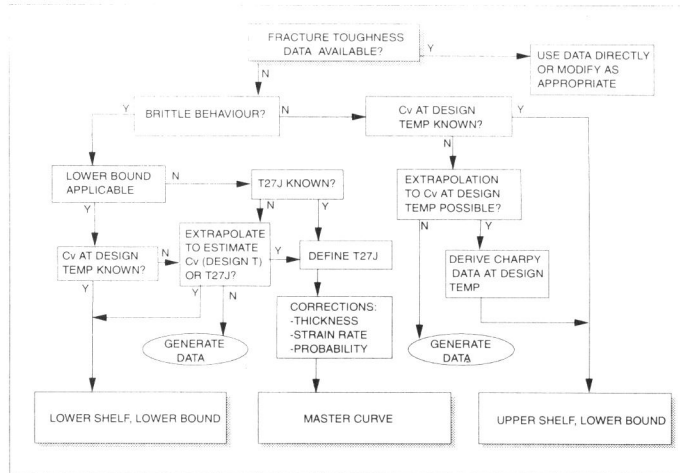 FRACTURE TOUGHNESS
DATA AVAILABLE?
Y
N
USE DATA DIRECTLY
OR MODIFY AS
APPROPRIATE
Y
BRITTLE BEHAVIOUR?
N
Cv AT DESIGN
TEMP KNOWN?
Y
N
LOWER BOUND
APPLICABLE
N
Y
T27J KNOWN?
N
Y
EXTRAPOLATION
TO Cv AT DESIGN
TEMP POSSIBLE?
N
Y
Cv AT DESIGN
TEMP KNOWN?
N
Y
EXTRAPOLATE
TO ESTIMATE
Cv (DESIGN T)
OR T27J?
Y
Y
N
DEFINE T27J
DERIVE CHARPY
DATA AT DESIGN
TEMP
GENERATE
DATA
CORRECTIONS:
-THICKNESS
-STRAIN RATE
-PROBABILITY
GENERATE
DATA
LOWER SHELF, LOWER BOUND
MASTER CURVE
UPPER SHELF, LOWER BOUND